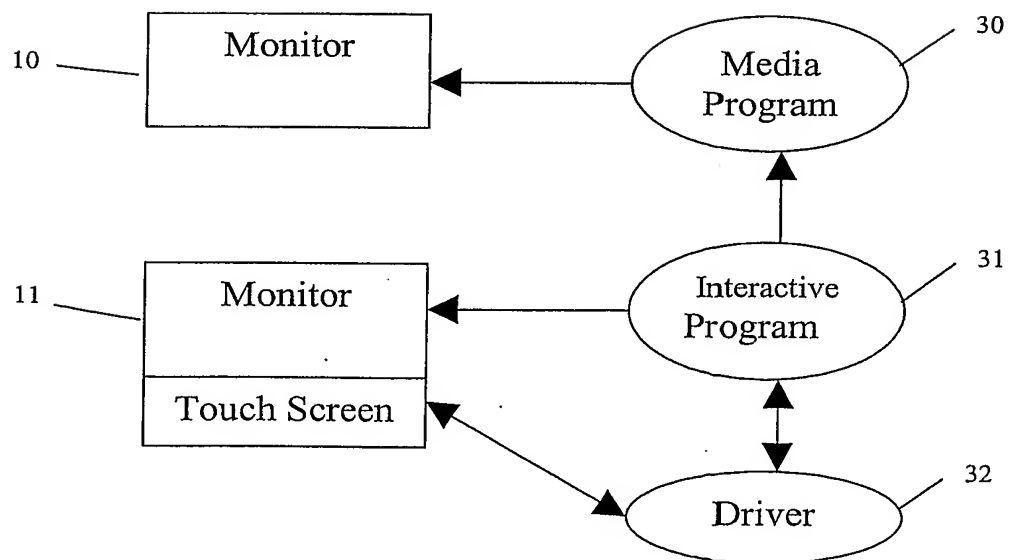 10
Monitor
Media
Program
30
11
Monitor
Touch Screen
Interactive
Program
31
Driver
32